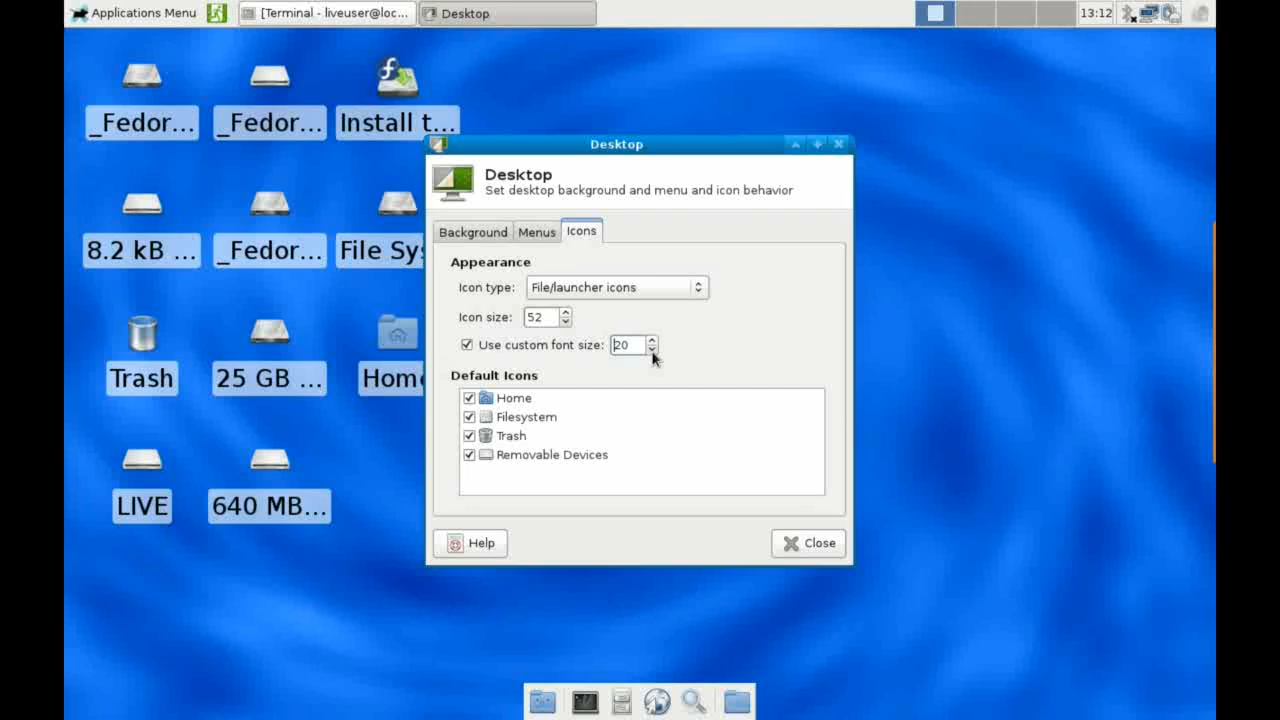 Applications Menu [Terminal - liveuser@loc... Desktop 13:12
_Fedor... _Fedor... Install t...
8.2 kB ... _Fedor... File Sy
Trash 25 GB ... Home
LIVE 640 MB...
Desktop
Desktop
Set desktop background and menu and icon behavior
Background Menus Icons
Appearance
Icon type: File/launcher icons
Icon size: 52
Use custom font size: 20
Default Icons
Home
Filesystem
Trash
Removable Devices
Help Close